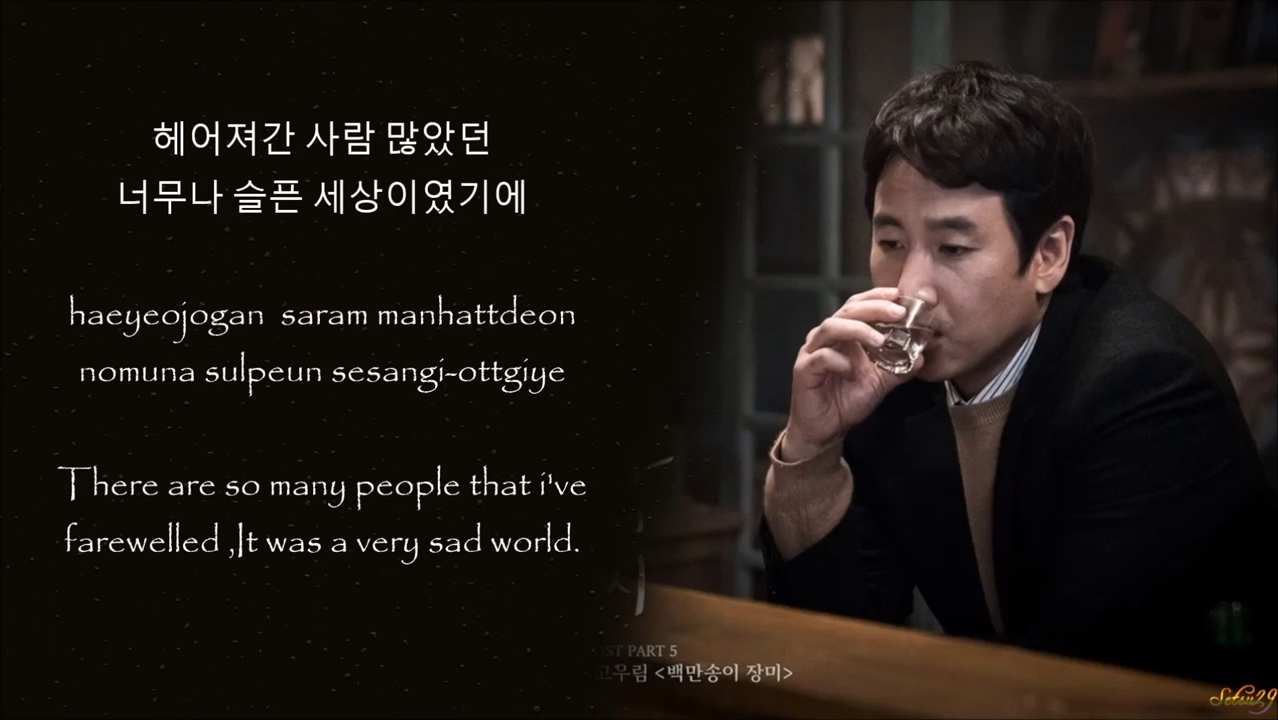 헤어져간 사람 많았던
너무나 슬픈 세상이였기에
haeyeojogan saram manhattdeon
nomuna sulpeun sesangi-ottgiye
There are so many people that i've
farewelled ,It was a very sad world.
OST PART 5
고우림 <백만송이 장미>
Setsu29